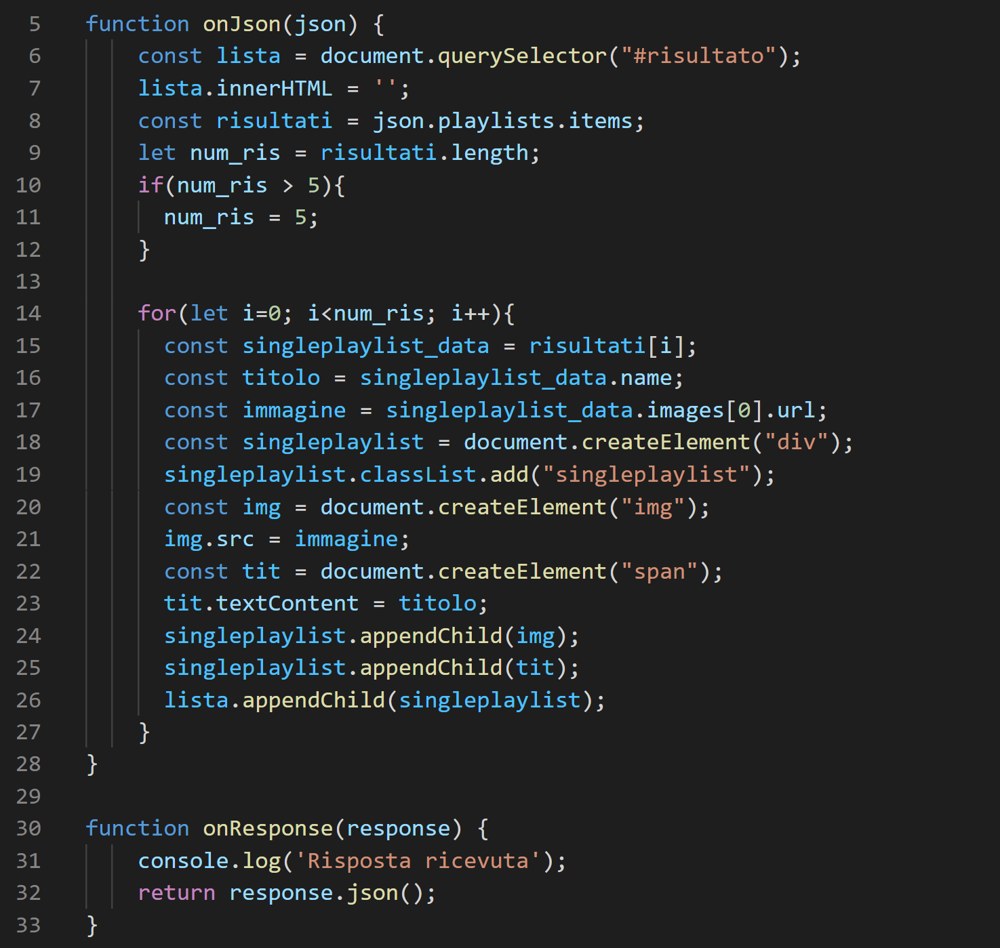 5 function onJson(json) {
6 const lista = document.querySelector("#risultato");
7 lista.innerHTML = '';
8 const risultati = json.playlists.items;
9 let num_ris = risultati.length;
10 if(num_ris > 5){
11 num_ris = 5;
12 }
13
14 for(let i=0; i<num_ris; i++){
15 const singleplaylist_data = risultati[i];
16 const titolo = singleplaylist_data.name;
17 const immagine = singleplaylist_data.images[0].url;
18 const singleplaylist = document.createElement("div");
19 singleplaylist.classList.add("singleplaylist");
20 const img = document.createElement("img");
21 img.src = immagine;
22 const tit = document.createElement("span");
23 tit.textContent = titolo;
24 singleplaylist.appendChild(img);
25 singleplaylist.appendChild(tit);
26 lista.appendChild(singleplaylist);
27 }
28 }
29
30 function onResponse(response) {
31 console.log('Risposta ricevuta');
32 return response.json();
33 }